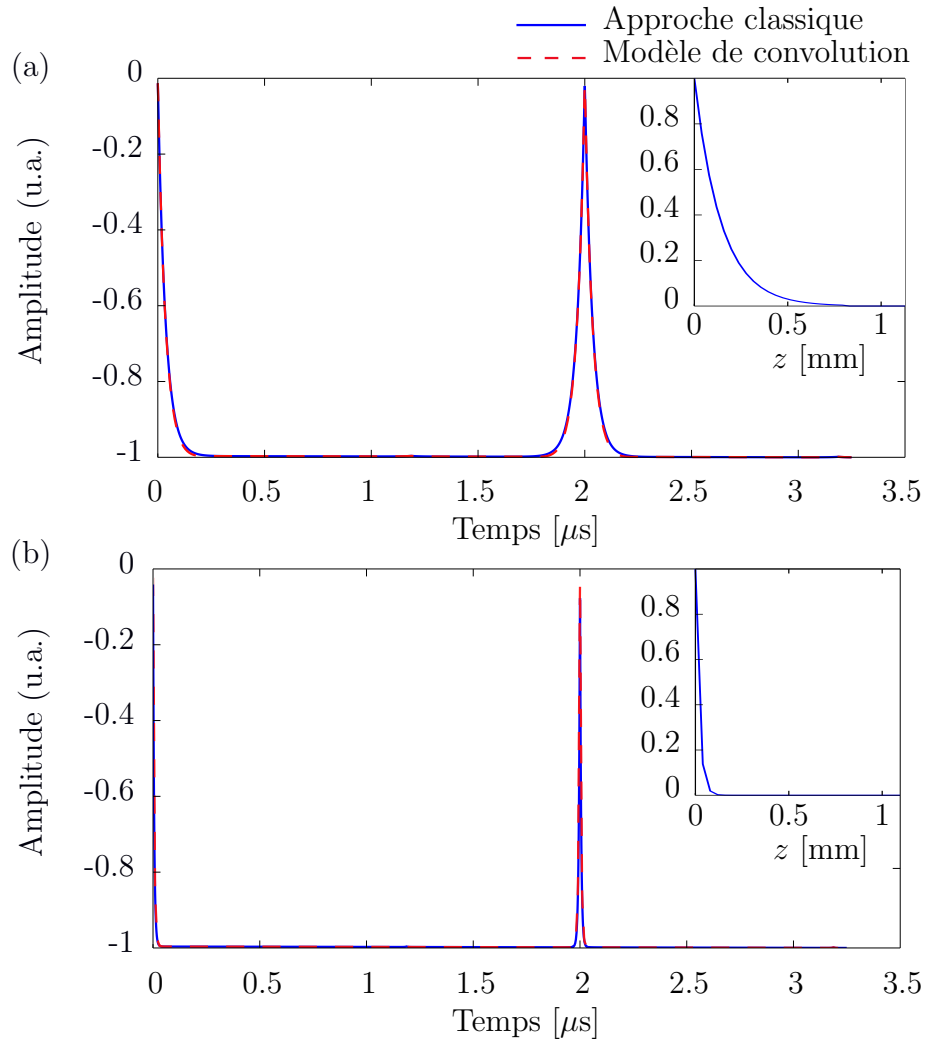 Approche classique
Modèle de convolution
(a)
0
-0.2
-0.4
-0.6
-0.8
-1
Amplitude (u.a.)
0 0.5 1 1.5 2 2.5 3 3.5
Temps [μs]
0.8
0.6
0.4
0.2
0
0 0.5 1
z [mm]
(b)
0
-0.2
-0.4
-0.6
-0.8
-1
Amplitude (u.a.)
0 0.5 1 1.5 2 2.5 3 3.5
Temps [μs]
0.8
0.6
0.4
0.2
0
0 0.5 1
z [mm]